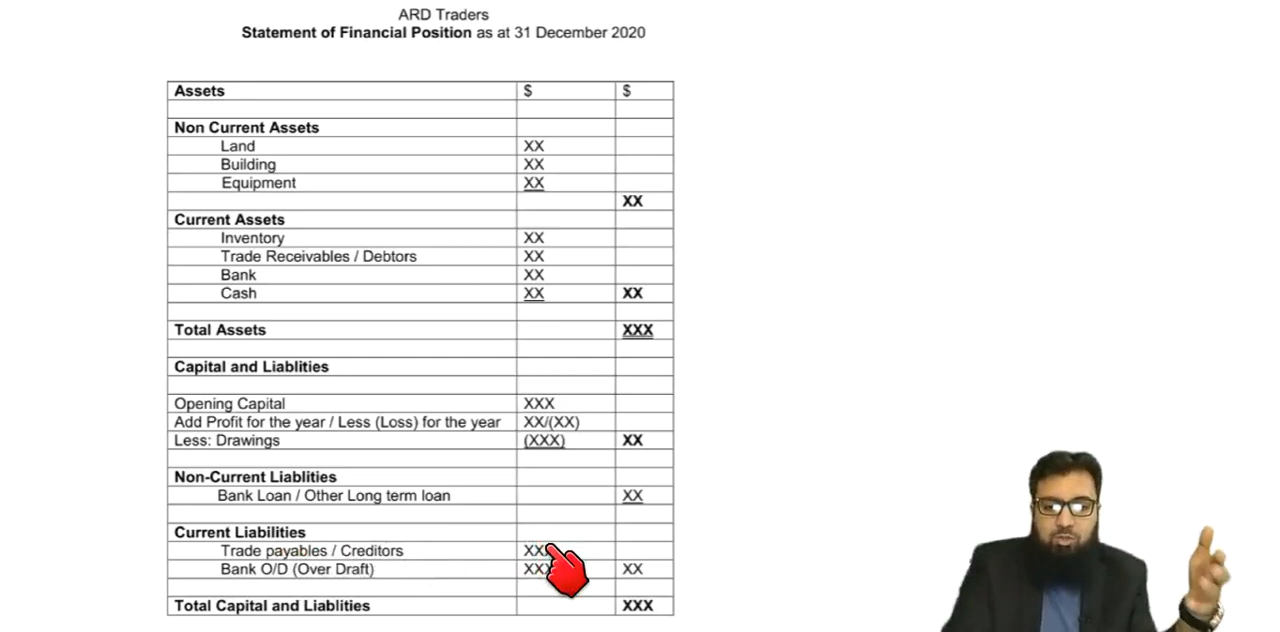 ARD Traders
Statement of Financial Position as at 31 December 2020
Assets $ $
Non Current Assets
Land XX
Building XX
Equipment XX
XX
Current Assets
Inventory XX
Trade Receivables / Debtors XX
Bank XX
Cash XX XX
Total Assets XXX
Capital and Liablities
Opening Capital XXX
Add Profit for the year / Less (Loss) for the year XX/(XX)
Less: Drawings (XXX) XX
Non-Current Liablities
Bank Loan / Other Long term loan XX
Current Liabilities
Trade payables / Creditors
Bank O/D (Over Draft) XX
Total Capital and Liablities XXX